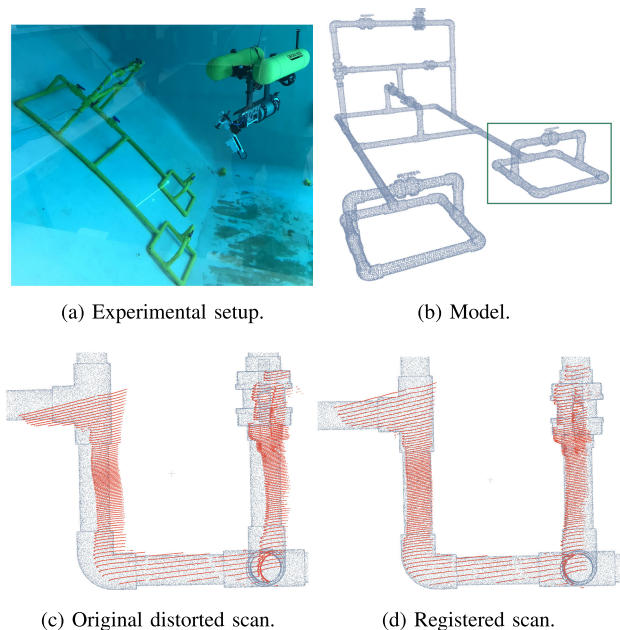 (a) Experimental setup.
(b) Model.
(c) Original distorted scan.
(d) Registered scan.